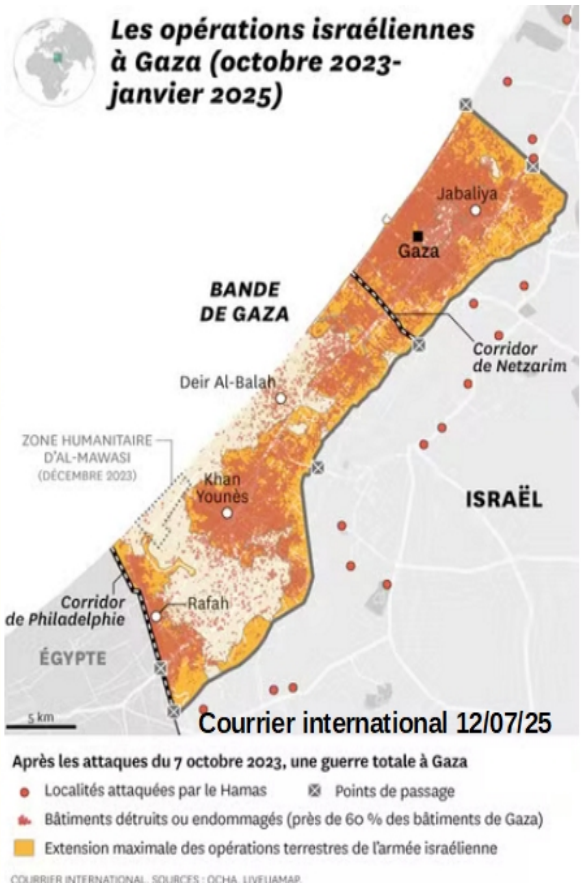 Les opérations israéliennes
à Gaza (octobre 2023-
janvier 2025)
Jabaliya
Gaza
BANDE
DE GAZA
Corridor
de Netzarim
Deir Al-Balah
ZONE HUMANITAIRE
D'AL-MAWASI
(DÉCEMBRE 2023)
Khan
Younès
ISRAËL
Corridor
de Philadelphie
Rafah
ÉGYPTE
5 km
Courrier international 12/07/25
Après les attaques du 7 octobre 2023, une guerre totale à Gaza
Localités attaquées par le Hamas
Points de passage
Bâtiments détruits ou endommagés (près de 60 % des bâtiments de Gaza)
Extension maximale des opérations terrestres de l'armée israélienne
COURRIER INTERNATIONAL. SOURCES : OCHA, LIVEUAMAP.